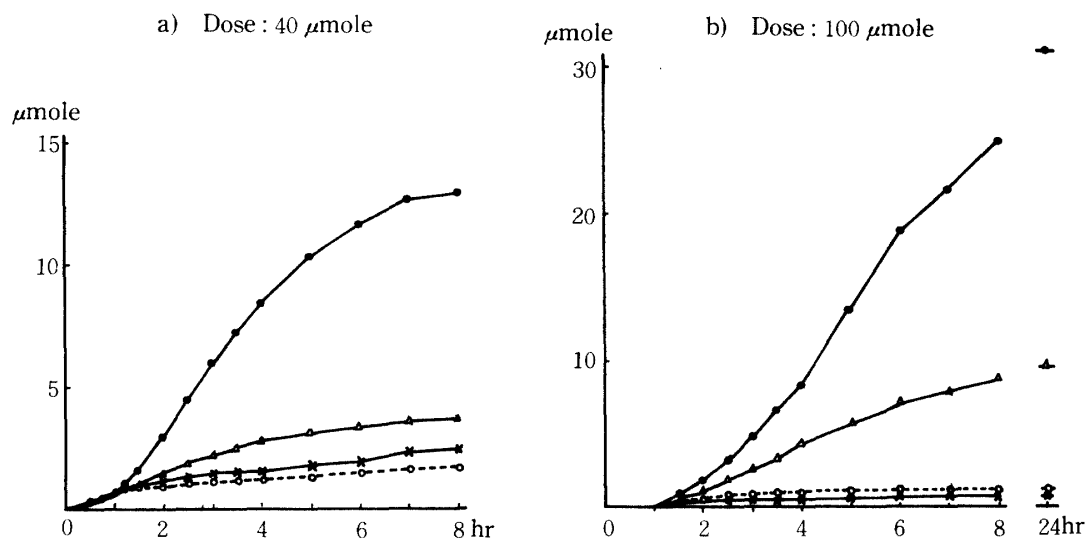 a) Dose : 40 μmole
μmole
15
10
5
0 2 4 6 8 hr
b) Dose : 100 μmole
μmole
30
20
10
0 2 4 6 8 24hr